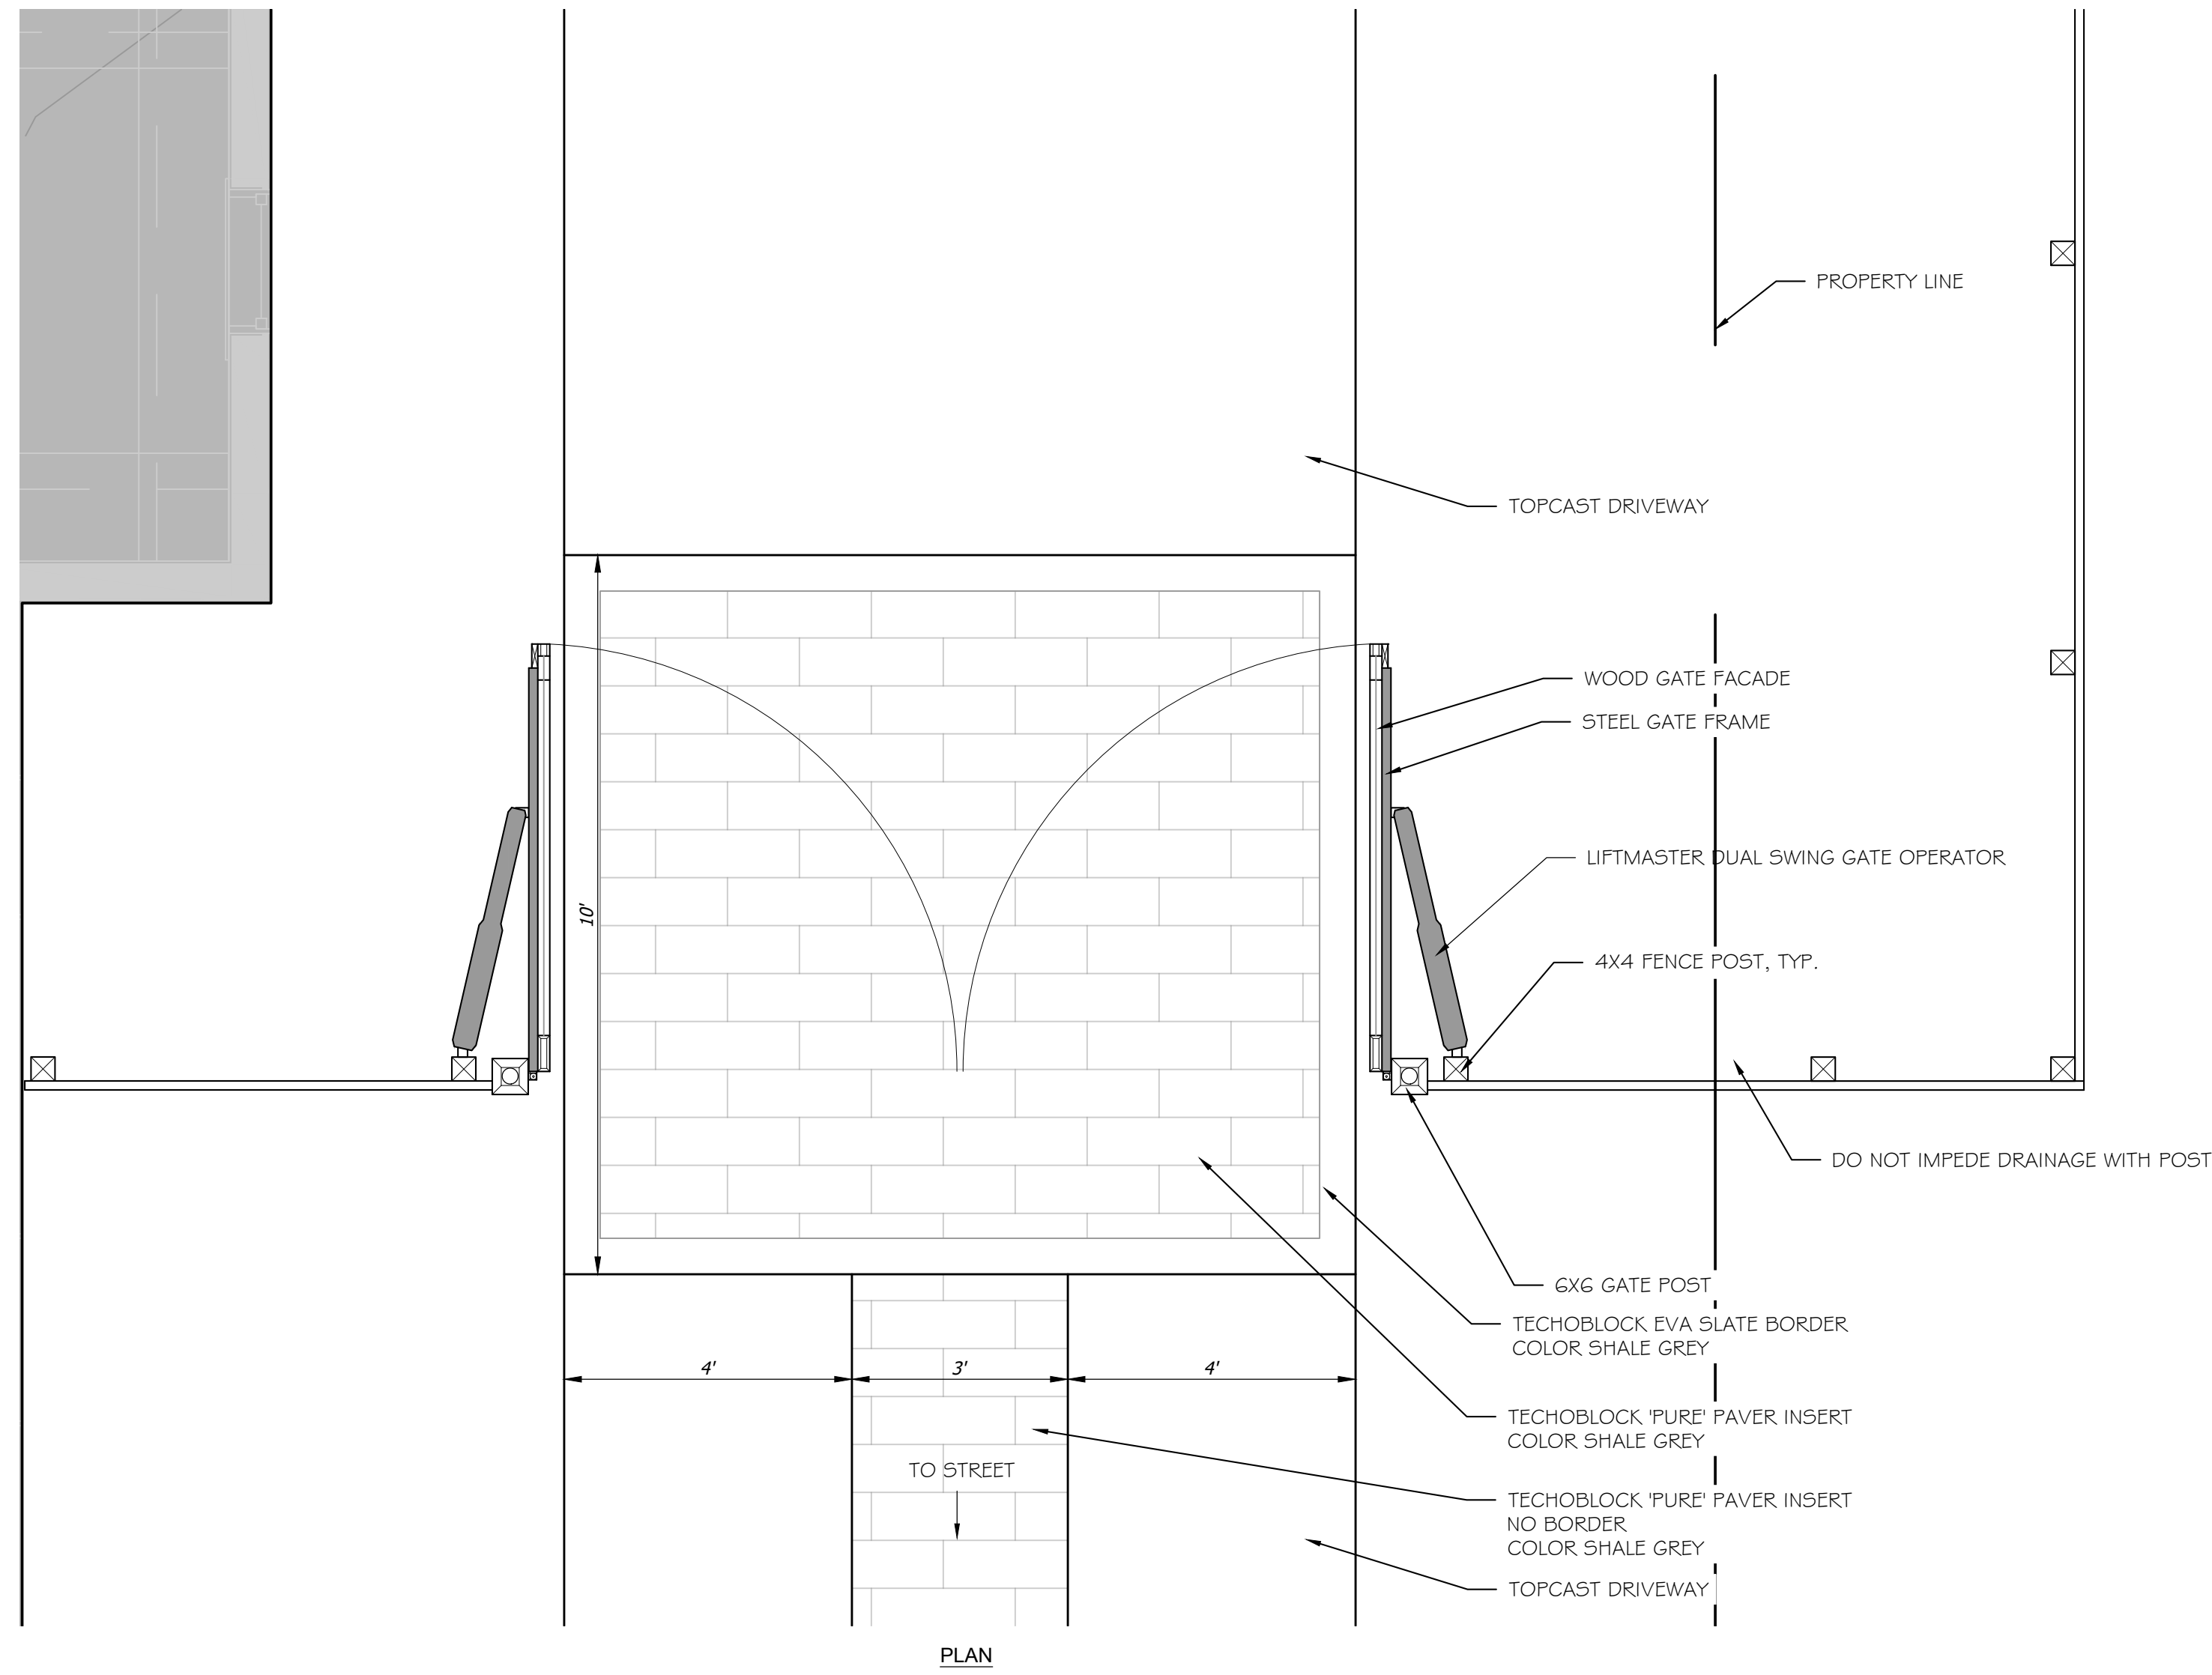 PROPERTY LINE
TOPCAST DRIVEWAY
WOOD GATE FACADE
STEEL GATE FRAME
LIFTMASTER DUAL SWING GATE OPERATOR
10'
4X4 FENCE POST, TYP.
DO NOT IMPEDE DRAINAGE WITH POST
6X6 GATE POST
TECHOBLOCK EVA SLATE BORDER
COLOR SHALE GREY
4' 3' 4'
TECHOBLOCK 'PURE' PAVER INSERT
COLOR SHALE GREY
TO STREET
TECHOBLOCK 'PURE' PAVER INSERT
NO BORDER
COLOR SHALE GREY
TOPCAST DRIVEWAY
PLAN